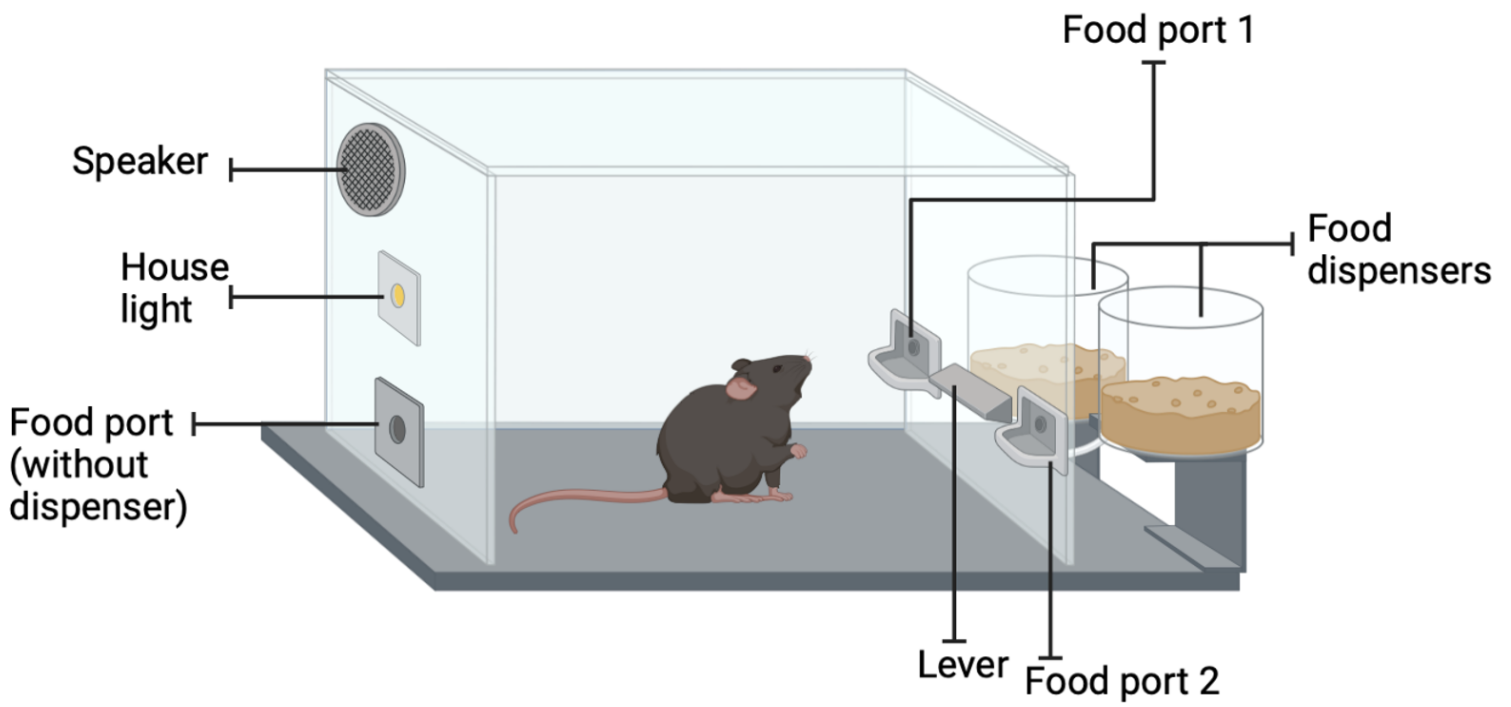 Food port 1
Speaker
Food
dispensers
House
light
Food port
(without
dispenser)
Lever
Food port 2